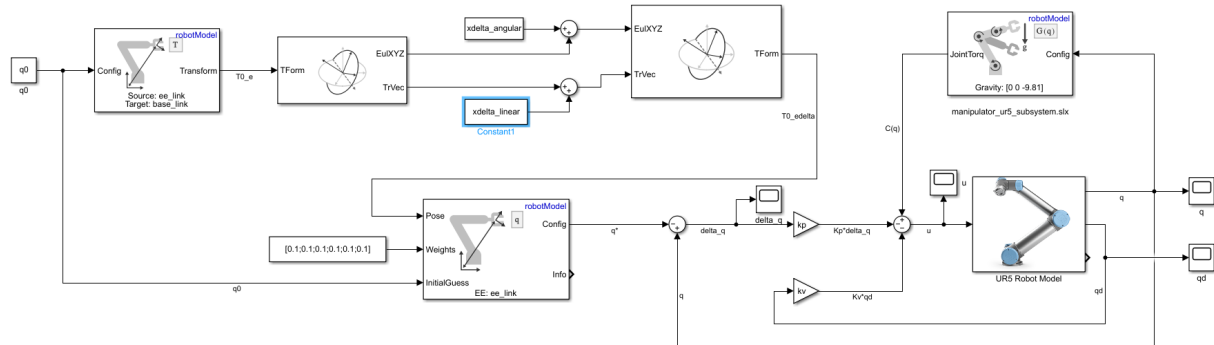 q0
q0
robotModel
T
Config
Transform
Source: ee_link
Target: base_link
T0_e
TForm
EulXYZ
TrVec
xdelta_angular
xdelta_linear
Constant1
EulXYZ
TrVec
TForm
T0_edelta
robotModel
G(q)
g
JointTorq
Config
Gravity: [0 0 -9.81]
manipulator_ur5_subsystem.slx
C(q)
robotModel
q
Pose
Weights
InitialGuess
Config
Info
EE: ee_link
[0.1;0.1;0.1;0.1;0.1;0.1]
q0
q*
q
delta_q
delta_q
kp
Kp*delta_q
kv
Kv*qd
u
u
UR5 Robot Model
q
qd
q
qd